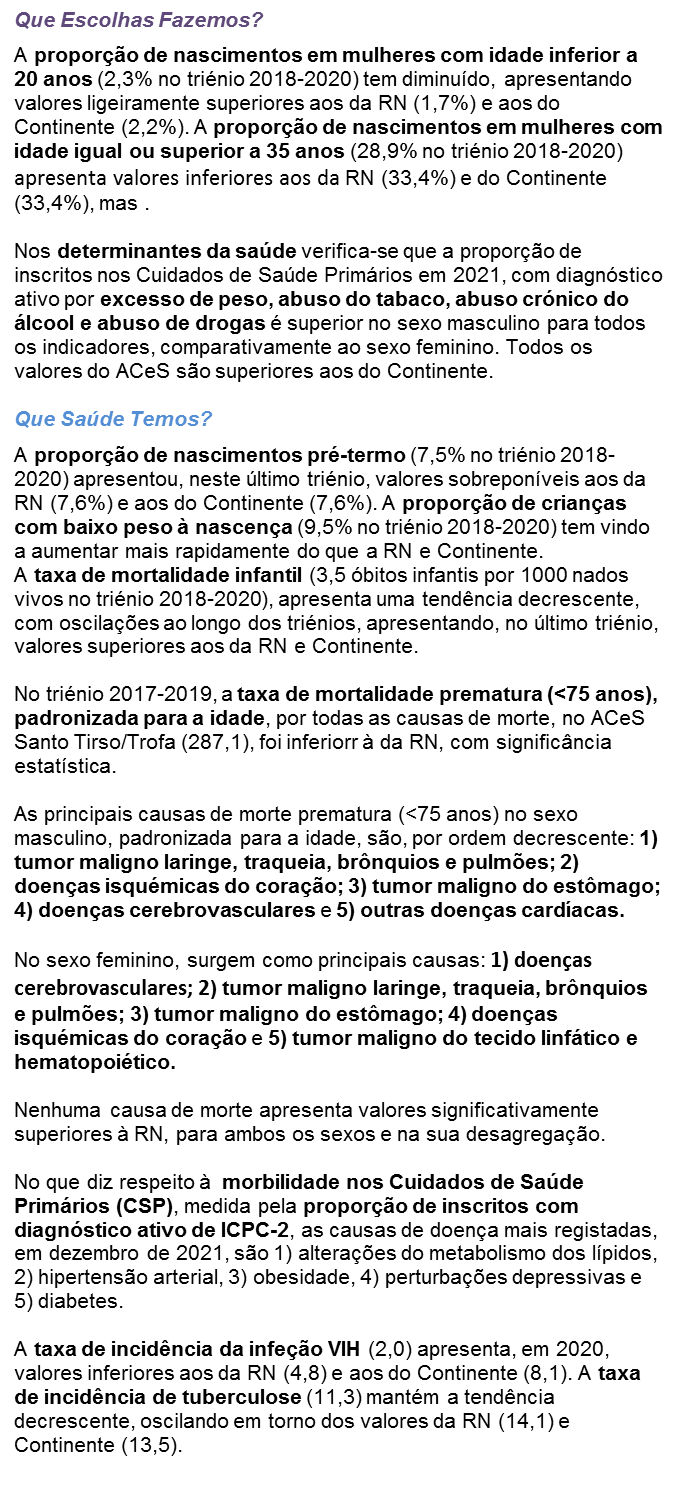 Que Escolhas Fazemos?
A proporção de nascimentos em mulheres com idade inferior a
20 anos (2,3% no triénio 2018-2020) tem diminuído, apresentando
valores ligeiramente superiores aos da RN (1,7%) e aos do
Continente (2,2%). A proporção de nascimentos em mulheres com
idade igual ou superior a 35 anos (28,9% no triénio 2018-2020)
apresenta valores inferiores aos da RN (33,4%) e do Continente
(33,4%), mas .
Nos determinantes da saúde verifica-se que a proporção de
inscritos nos Cuidados de Saúde Primários em 2021, com diagnóstico
ativo por excesso de peso, abuso do tabaco, abuso crónico do
álcool e abuso de drogas é superior no sexo masculino para todos
os indicadores, comparativamente ao sexo feminino. Todos os
valores do ACeS são superiores aos do Continente.
Que Saúde Temos?
A proporção de nascimentos pré-termo (7,5% no triénio 2018-
2020) apresentou, neste último triénio, valores sobreponíveis aos da
RN (7,6%) e aos do Continente (7,6%). A proporção de crianças
com baixo peso à nascença (9,5% no triénio 2018-2020) tem vindo
a aumentar mais rapidamente do que a RN e Continente.
A taxa de mortalidade infantil (3,5 óbitos infantis por 1000 nados
vivos no triénio 2018-2020), apresenta uma tendência decrescente,
com oscilações ao longo dos triénios, apresentando, no último triénio,
valores superiores aos da RN e Continente.
No triénio 2017-2019, a taxa de mortalidade prematura (<75 anos),
padronizada para a idade, por todas as causas de morte, no ACeS
Santo Tirso/Trofa (287,1), foi inferiorr à da RN, com significância
estatística.
As principais causas de morte prematura (<75 anos) no sexo
masculino, padronizada para a idade, são, por ordem decrescente: 1)
tumor maligno laringe, traqueia, brônquios e pulmões; 2)
doenças isquémicas do coração; 3) tumor maligno do estômago;
4) doenças cerebrovasculares e 5) outras doenças cardíacas.
No sexo feminino, surgem como principais causas: 1) doenças
cerebrovasculares; 2) tumor maligno laringe, traqueia, brônquios
e pulmões; 3) tumor maligno do estômago; 4) doenças
isquémicas do coração e 5) tumor maligno do tecido linfático e
hematopoiético.
Nenhuma causa de morte apresenta valores significativamente
superiores à RN, para ambos os sexos e na sua desagregação.
No que diz respeito à morbilidade nos Cuidados de Saúde
Primários (CSP), medida pela proporção de inscritos com
diagnóstico ativo de ICPC-2, as causas de doença mais registadas,
em dezembro de 2021, são 1) alterações do metabolismo dos lípidos,
2) hipertensão arterial, 3) obesidade, 4) perturbações depressivas e
5) diabetes.
A taxa de incidência da infeção VIH (2,0) apresenta, em 2020,
valores inferiores aos da RN (4,8) e aos do Continente (8,1). A taxa
de incidência de tuberculose (11,3) mantém a tendência
decrescente, oscilando em torno dos valores da RN (14,1) e
Continente (13,5).